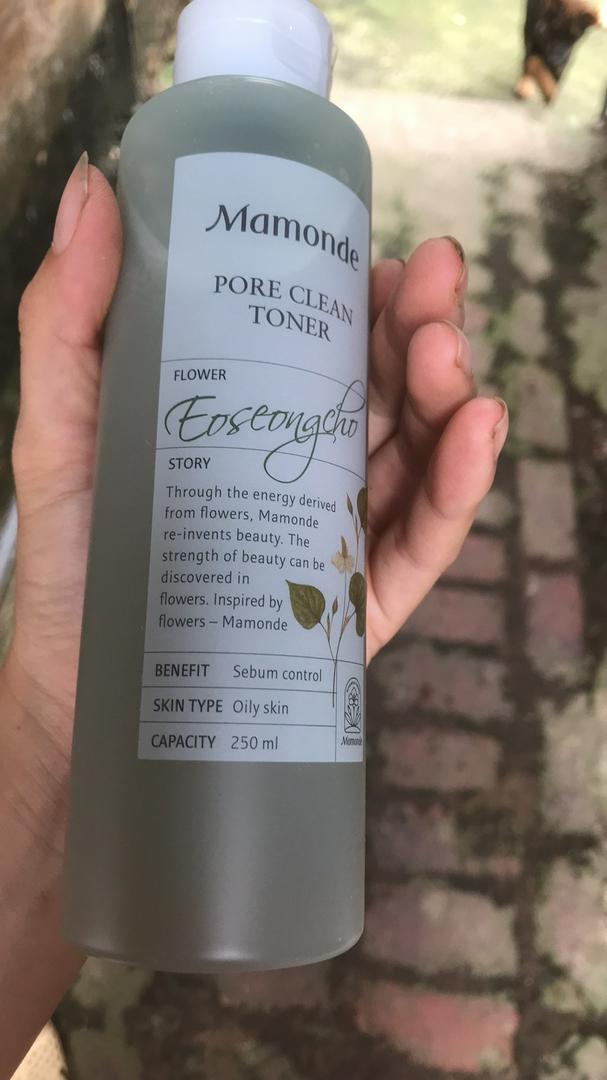 Mamonde
PORE CLEAN
TONER
FLOWER
Eoseongcho
STORY
Through the energy derived
from flowers, Mamonde
re-invents beauty. The
strength of beauty can be
discovered in
flowers. Inspired by
flowers – Mamonde
BENEFIT Sebum control
SKIN TYPE Oily skin
CAPACITY 250 ml
Mamonde